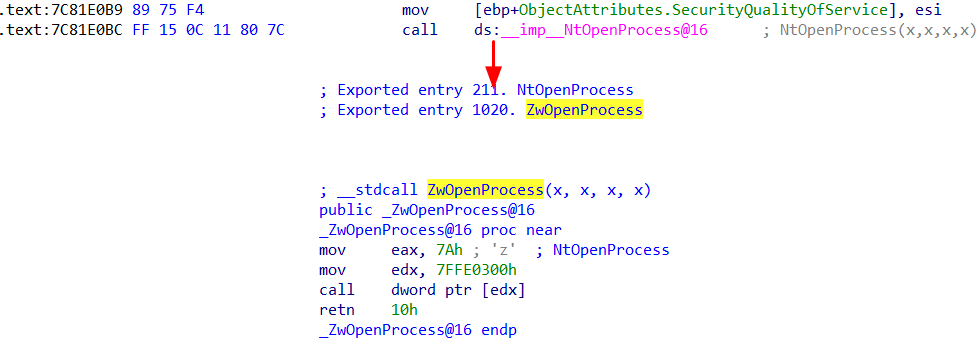 .text:7C81E0B9 89 75 F4 mov [ebp+ObjectAttributes.SecurityQualityOfService], esi
.text:7C81E0BC FF 15 0C 11 80 7C call ds:__imp__NtOpenProcess@16 ; NtOpenProcess(x,x,x,x)
; Exported entry 211. NtOpenProcess
; Exported entry 1020. ZwOpenProcess
; __stdcall ZwOpenProcess(x, x, x, x)
public _ZwOpenProcess@16
_ZwOpenProcess@16 proc near
mov eax, 7Ah ; 'z' ; NtOpenProcess
mov edx, 7FFE0300h
call dword ptr [edx]
retn 10h
_ZwOpenProcess@16 endp